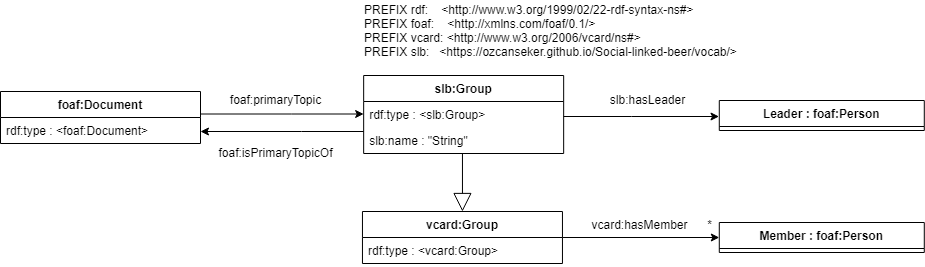 PREFIX rdf: <http://www.w3.org/1999/02/22-rdf-syntax-ns#>
PREFIX foaf: <http://xmlns.com/foaf/0.1/>
PREFIX vcard: <http://www.w3.org/2006/vcard/ns#>
PREFIX slb: <https://ozcanseker.github.io/Social-linked-beer/vocab/>
foaf:Document
rdf:type : <foaf:Document>
foaf:primaryTopic
foaf:isPrimaryTopicOf
slb:Group
rdf:type : <slb:Group>
slb:name : "String"
slb:hasLeader
Leader : foaf:Person
vcard:Group
rdf:type : <vcard:Group>
vcard:hasMember
*
Member : foaf:Person